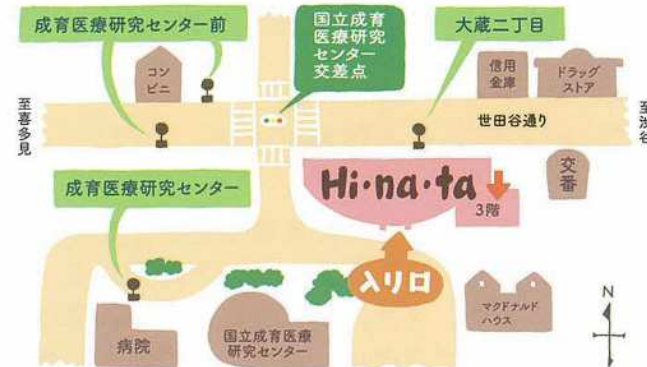 成育医療研究センター前
国立成育
医療研究
センター
交差点
大蔵二丁目
コン
ビニ
信用
金庫
ドラッグ
ストア
至喜多見
世田谷通り
至渋谷
成育医療研究センター
Hi・na・ta
3階
交番
入り口
マクドナルド
ハウス
N
病院
国立成育医療
研究センター